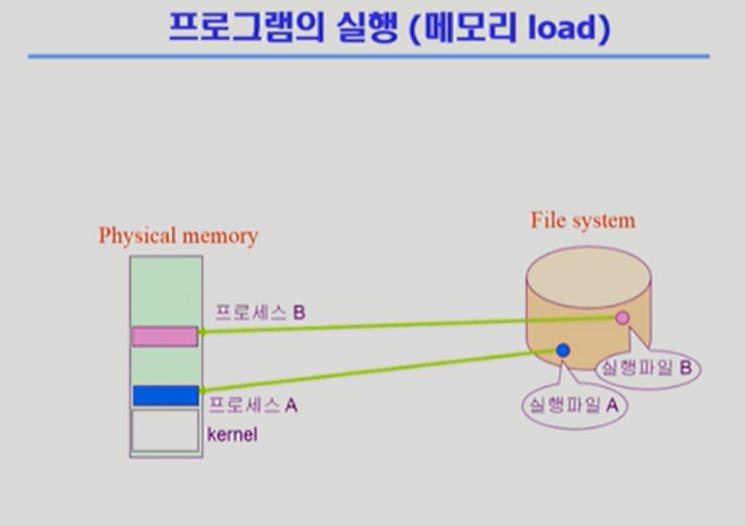 프로그램의 실행 (메모리 load)
Physical memory
File system
프로세스 B
실행파일 B
프로세스 A
실행파일 A
kernel